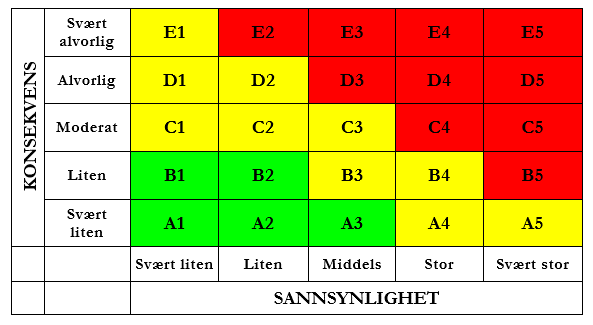 KONSEKVENS
Svært
alvorlig
E1 E2 E3 E4 E5
Alvorlig D1 D2 D3 D4 D5
Moderat C1 C2 C3 C4 C5
Liten B1 B2 B3 B4 B5
Svært
liten
A1 A2 A3 A4 A5
Svært liten Liten Middels Stor Svært stor
SANNSYNLIGHET